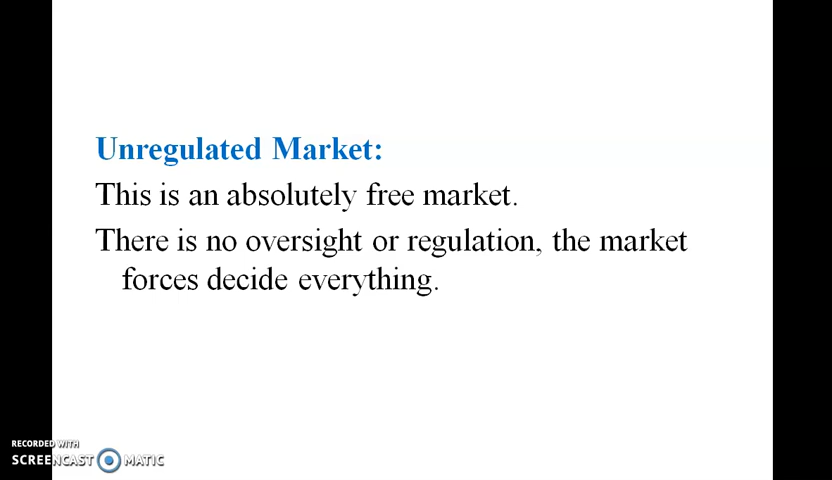 Unregulated Market:
This is an absolutely free market.
There is no oversight or regulation, the market
forces decide everything.
RECORDED WITH
SCREENCAST MATIC